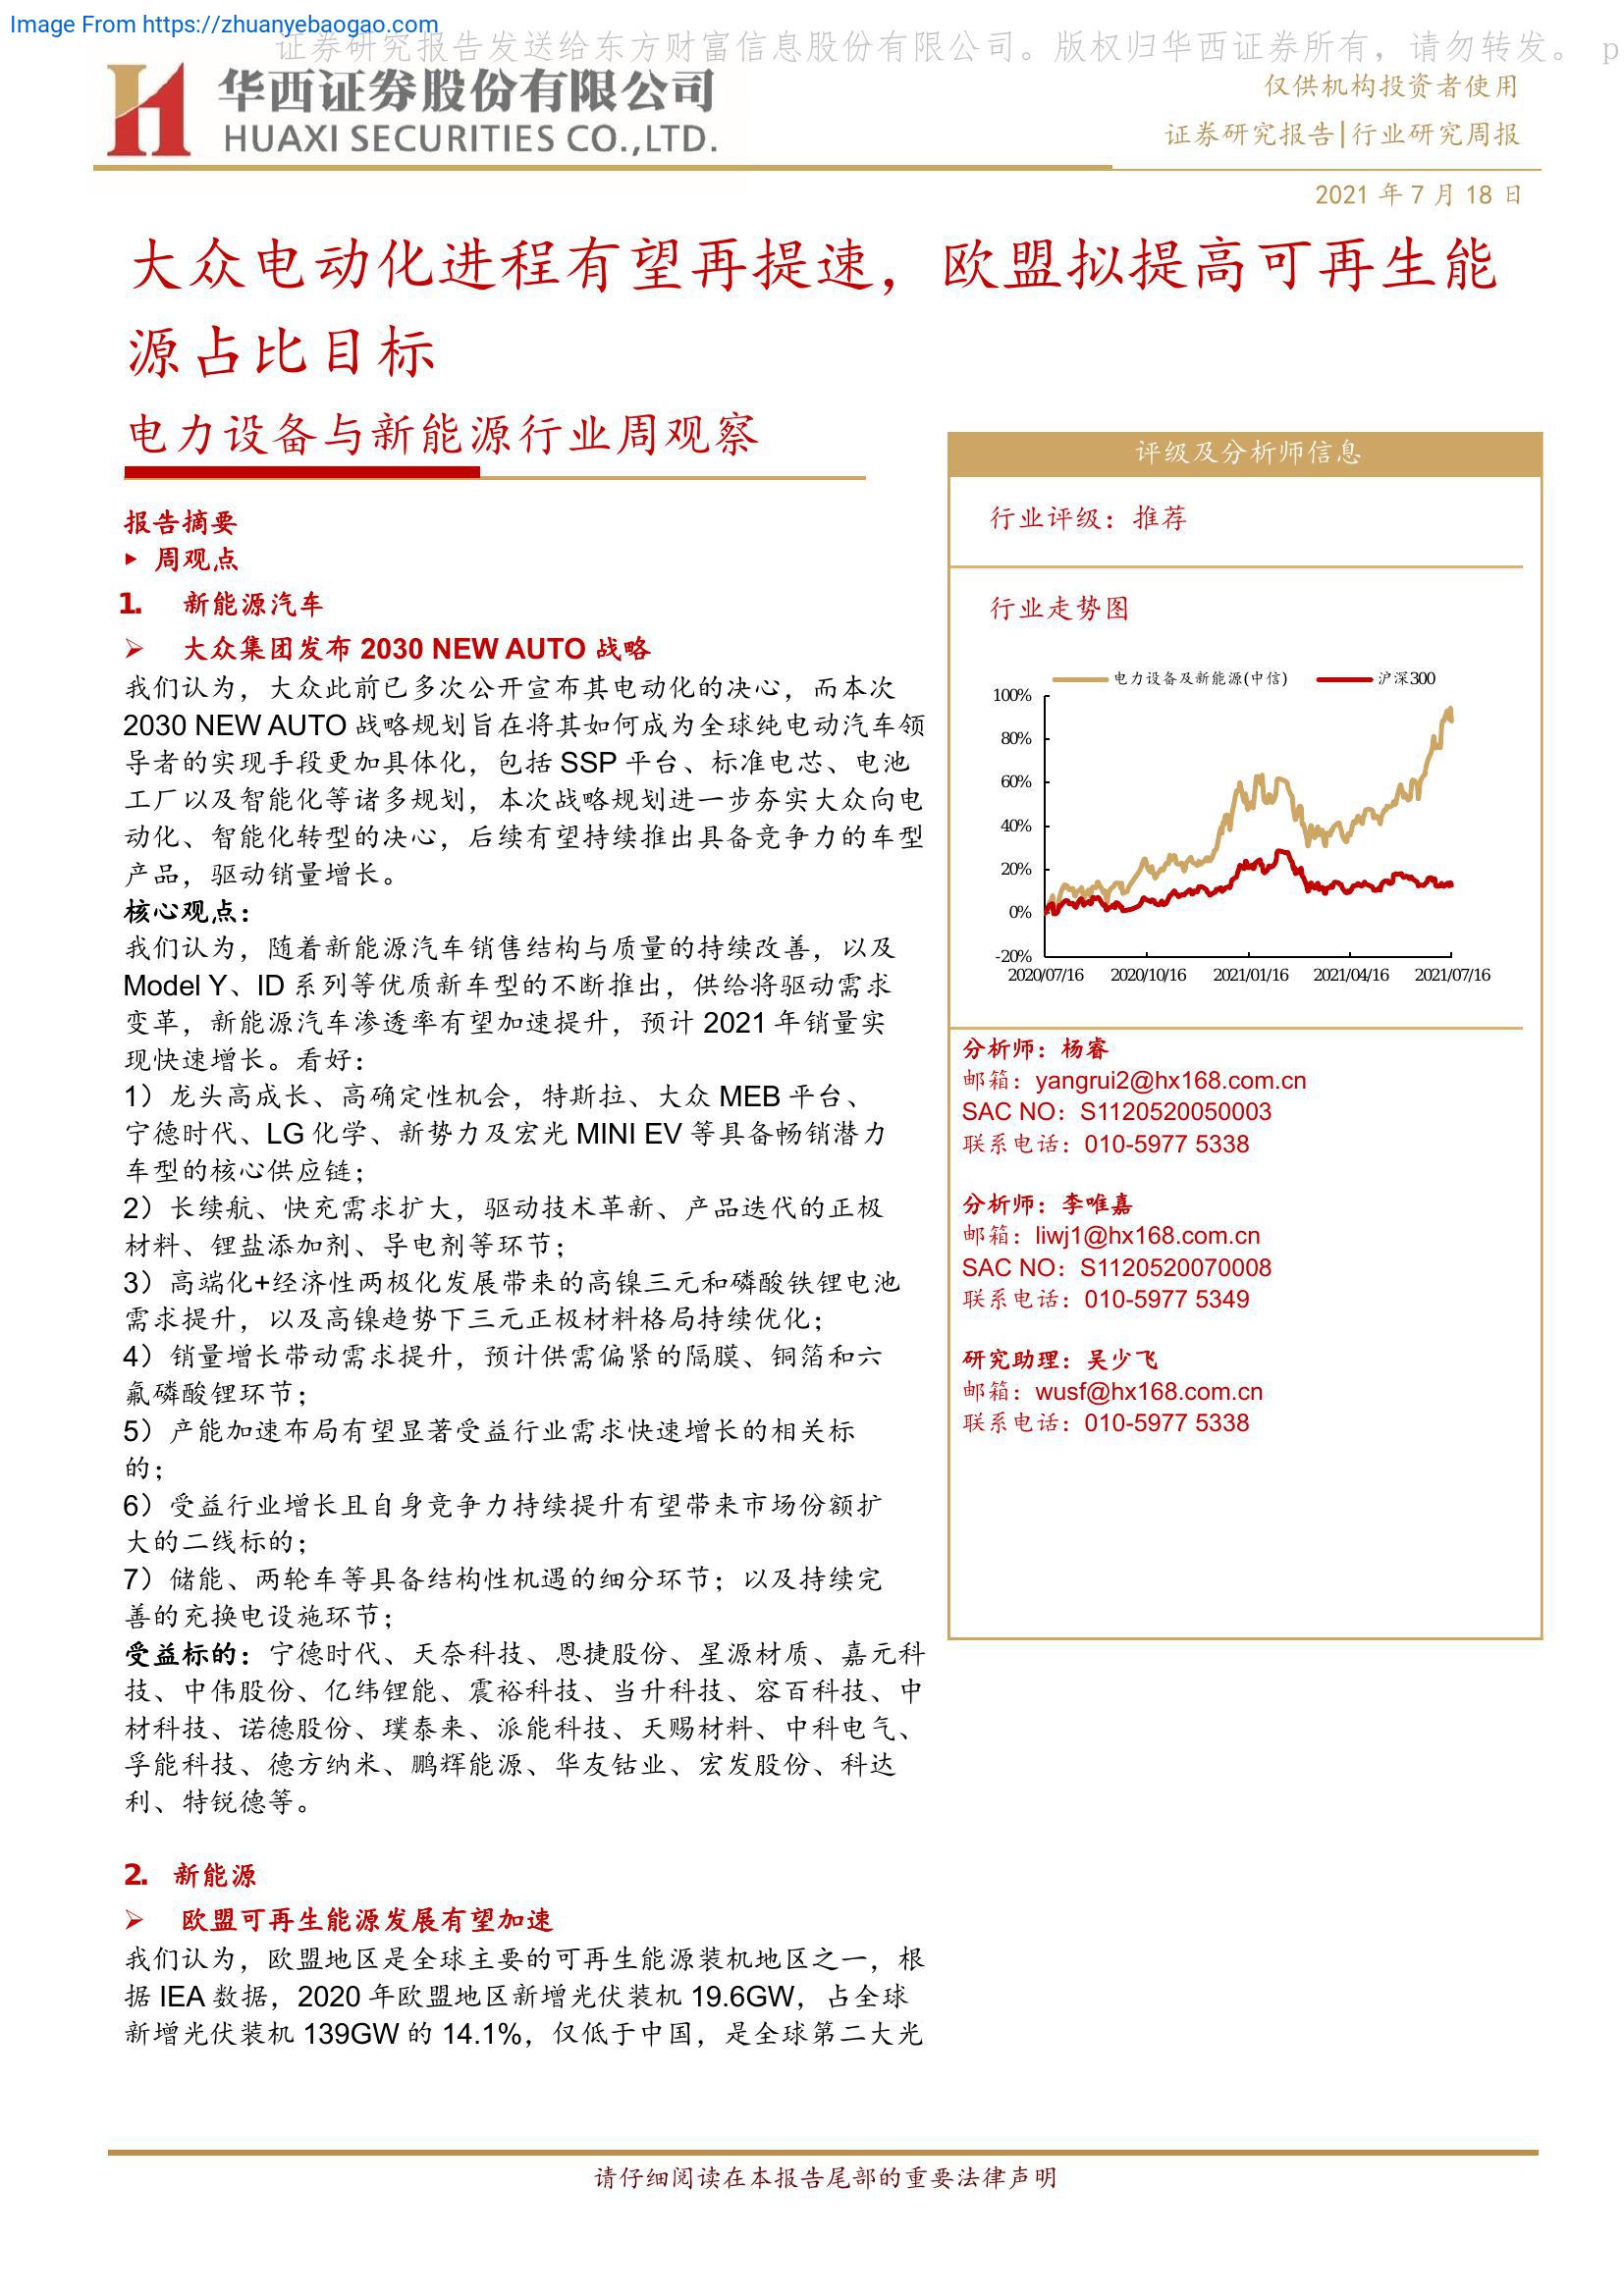 Image From https://zhuanyebaogao.com
证券研究报告发送给东方财富信息股份有限公司。版权归华西证券所有，请勿转发。 p
华西证券股份有限公司
HUAXI SECURITIES CO.,LTD.
仅供机构投资者使用
证券研究报告|行业研究周报
2021 年 7 月 18 日
大众电动化进程有望再提速，欧盟拟提高可再生能
源占比目标
电力设备与新能源行业周观察
报告摘要
周观点
1. 新能源汽车
大众集团发布 2030 NEW AUTO 战略
我们认为，大众此前已多次公开宣布其电动化的决心，而本次
2030 NEW AUTO 战略规划旨在将其如何成为全球纯电动汽车领
导者的实现手段更加具体化，包括 SSP 平台、标准电芯、电池
工厂以及智能化等诸多规划，本次战略规划进一步夯实大众向电
动化、智能化转型的决心，后续有望持续推出具备竞争力的车型
产品，驱动销量增长。
核心观点：
我们认为，随着新能源汽车销售结构与质量的持续改善，以及
Model Y、ID 系列等优质新车型的不断推出，供给将驱动需求
变革，新能源汽车渗透率有望加速提升，预计 2021 年销量实
现快速增长。看好：
1）龙头高成长、高确定性机会，特斯拉、大众 MEB 平台、
宁德时代、LG 化学、新势力及宏光 MINI EV 等具备畅销潜力
车型的核心供应链；
2）长续航、快充需求扩大，驱动技术革新、产品迭代的正极
材料、锂盐添加剂、导电剂等环节；
3）高端化+经济性两极化发展带来的高镍三元和磷酸铁锂电池
需求提升，以及高镍趋势下三元正极材料格局持续优化；
4）销量增长带动需求提升，预计供需偏紧的隔膜、铜箔和六
氟磷酸锂环节；
5）产能加速布局有望显著受益行业需求快速增长的相关标
的；
6）受益行业增长且自身竞争力持续提升有望带来市场份额扩
大的二线标的；
7）储能、两轮车等具备结构性机遇的细分环节；以及持续完
善的充换电设施环节；
受益标的：宁德时代、天奈科技、恩捷股份、星源材质、嘉元科
技、中伟股份、亿纬锂能、震裕科技、当升科技、容百科技、中
材科技、诺德股份、璞泰来、派能科技、天赐材料、中科电气、
孚能科技、德方纳米、鹏辉能源、华友钴业、宏发股份、科达
利、特锐德等。
2. 新能源
欧盟可再生能源发展有望加速
我们认为，欧盟地区是全球主要的可再生能源装机地区之一，根
据 IEA 数据，2020 年欧盟地区新增光伏装机 19.6GW，占全球
新增光伏装机 139GW 的 14.1%，仅低于中国，是全球第二大光
评级及分析师信息
行业评级：推荐
行业走势图
电力设备及新能源(中信) 沪深300
100%
80%
60%
40%
20%
0%
-20%
2020/07/16 2020/10/16 2021/01/16 2021/04/16 2021/07/16
分析师：杨睿
邮箱：yangrui2@hx168.com.cn
SAC NO：S1120520050003
联系电话：010-5977 5338
分析师：李唯嘉
邮箱：liwj1@hx168.com.cn
SAC NO：S1120520070008
联系电话：010-5977 5349
研究助理：吴少飞
邮箱：wusf@hx168.com.cn
联系电话：010-5977 5338
请仔细阅读在本报告尾部的重要法律声明